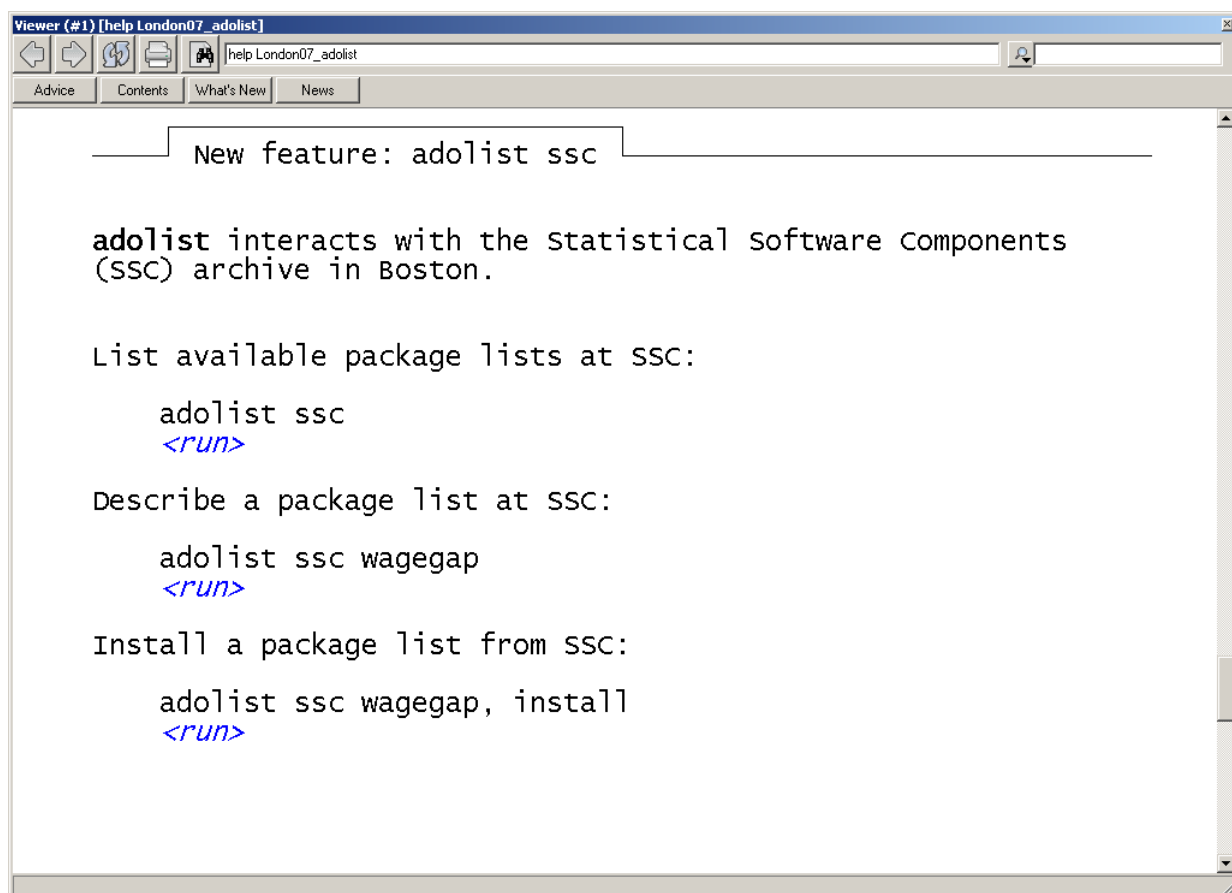 Viewer (#1) [help London07_adolist]
help London07_adolist
Advice Contents What's New News
New feature: adolist ssc
adolist interacts with the Statistical Software Components
(SSC) archive in Boston.
List available package lists at SSC:
adolist ssc
<run>
Describe a package list at SSC:
adolist ssc wagegap
<run>
Install a package list from SSC:
adolist ssc wagegap, install
<run>